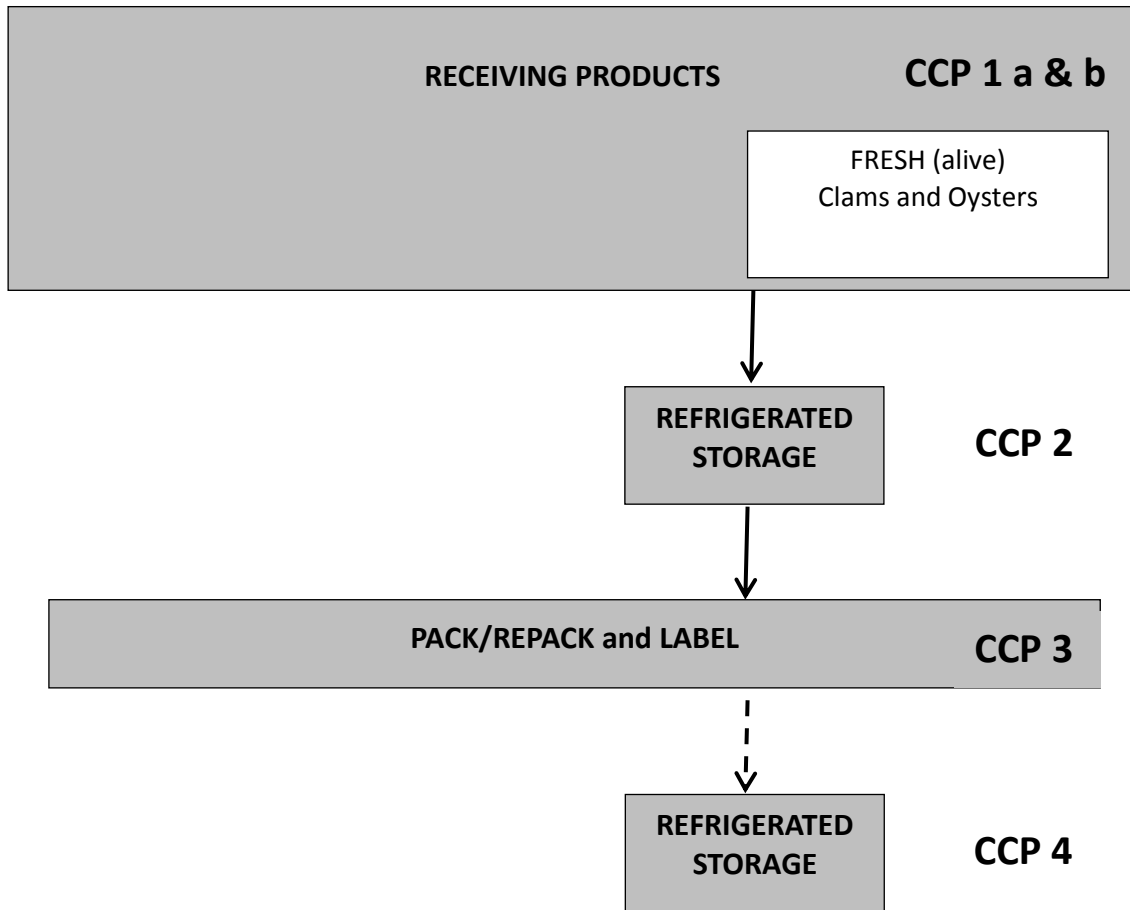 RECEIVING PRODUCTS
CCP 1 a & b
FRESH (alive)
Clams and Oysters
REFRIGERATED
STORAGE
CCP 2
PACK/REPACK and LABEL
CCP 3
REFRIGERATED
STORAGE
CCP 4